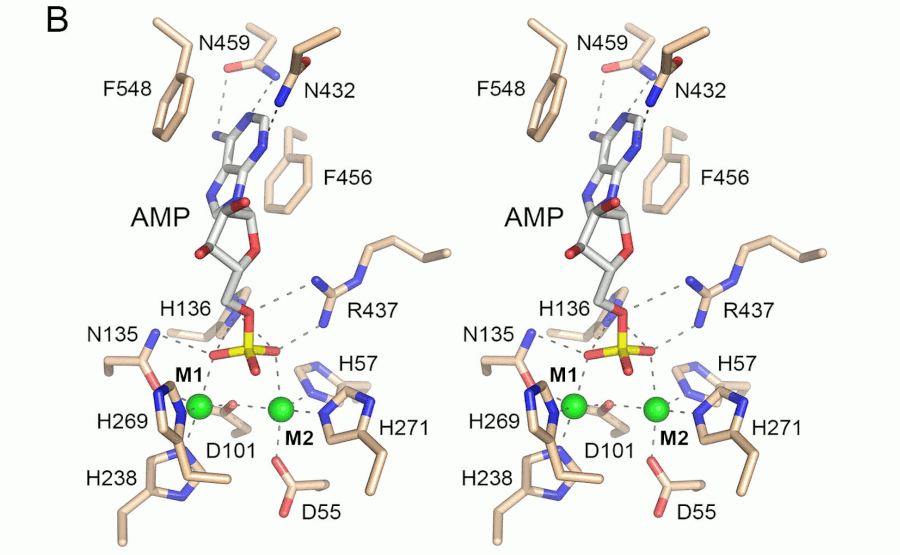 B
N459 N459
F548 N432 F548 N432
F456 F456
AMP AMP
H136 R437 H136 R437
N135 N135
M1 H57 M1 H57
H269 D101 M2 H271 H269 D101 M2 H271
H238 D55 H238 D55